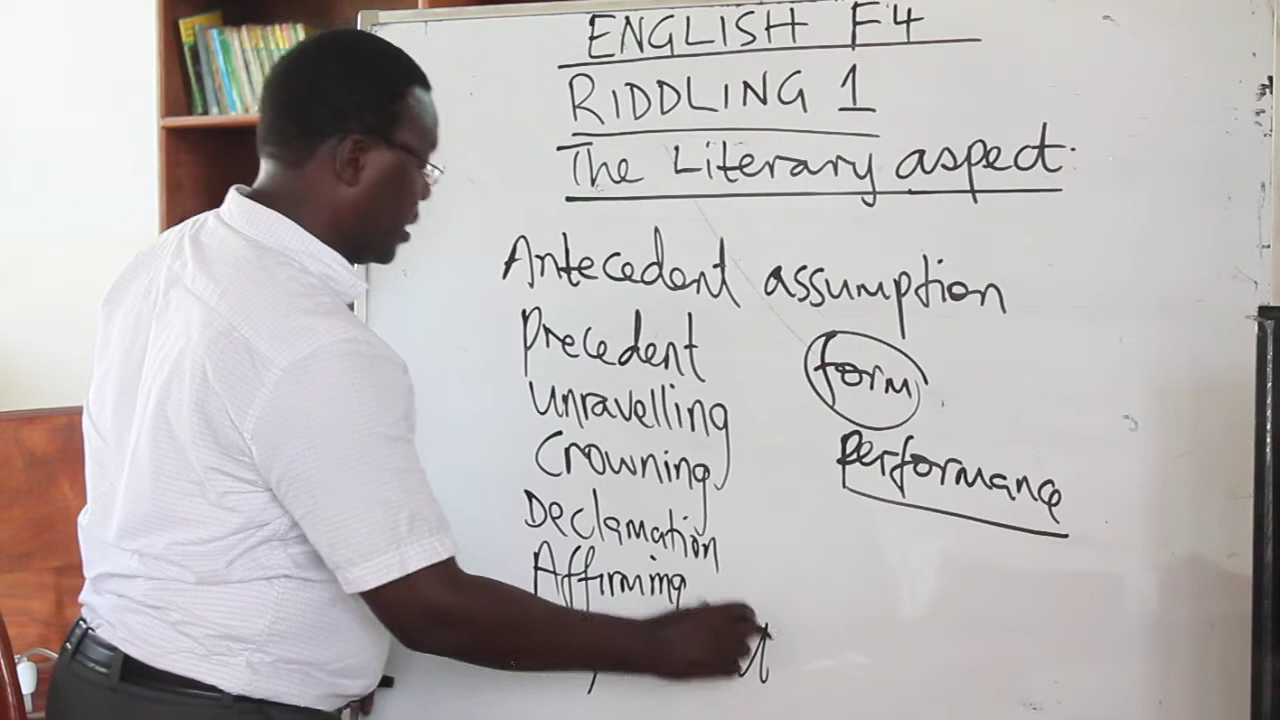 ENGLISH F4
RIDDLING 1
The Literary aspect.
Antecedent assumption
Precedent
form
Unravelling
Crowning
performance
Declamation
Affirming